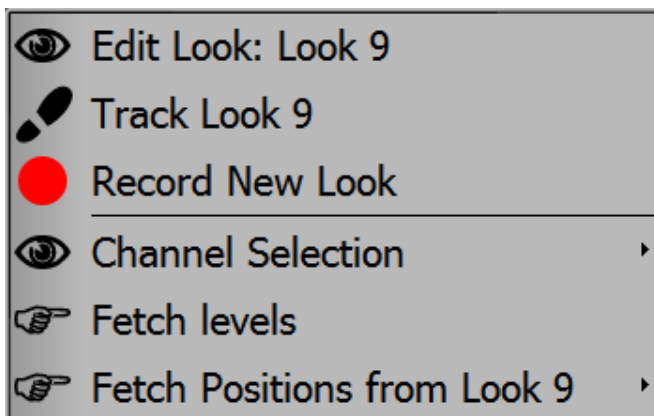 Edit Look: Look 9
Track Look 9
Record New Look
Channel Selection
Fetch levels
Fetch Positions from Look 9